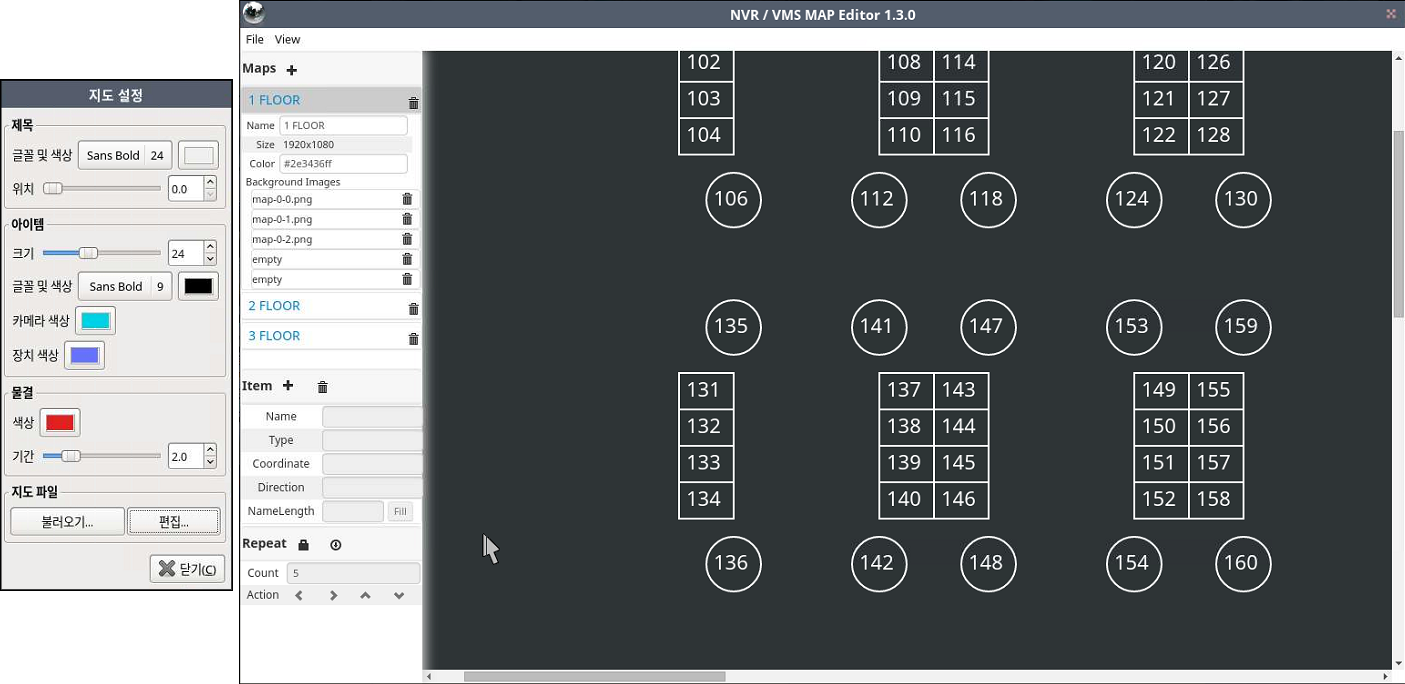 지도 설정
제목
글꼴 및 색상 Sans Bold 24
위치 0.0
아이템
크기 24
글꼴 및 색상 Sans Bold 9
카메라 색상
장치 색상
물결
색상
기간 2.0
지도 파일
불러오기... 편집...
닫기(C)
NVR / VMS MAP Editor 1.3.0
File View
Maps
1 FLOOR
Name 1 FLOOR
Size 1920x1080
Color #2e3436ff
Background Images
map-0-0.png
map-0-1.png
map-0-2.png
empty
empty
2 FLOOR
3 FLOOR
Item
Name
Type
Coordinate
Direction
NameLength Fill
Repeat
Count 5
Action
102 108 114 120 126
103 109 115 121 127
104 110 116 122 128
106 112 118 124 130
135 141 147 153 159
131 137 143 149 155
132 138 144 150 156
133 139 145 151 157
134 140 146 152 158
136 142 148 154 160